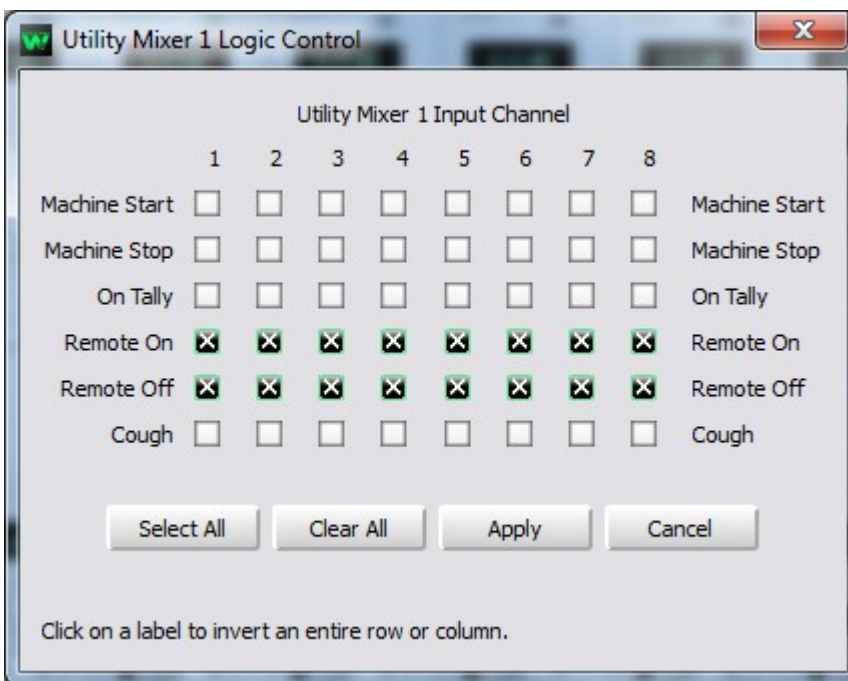 Utility Mixer 1 Logic Control
Utility Mixer 1 Input Channel
1 2 3 4 5 6 7 8
Machine Start Machine Start
Machine Stop Machine Stop
On Tally On Tally
Remote On Remote On
Remote Off Remote Off
Cough Cough
Select All Clear All Apply Cancel
Click on a label to invert an entire row or column.